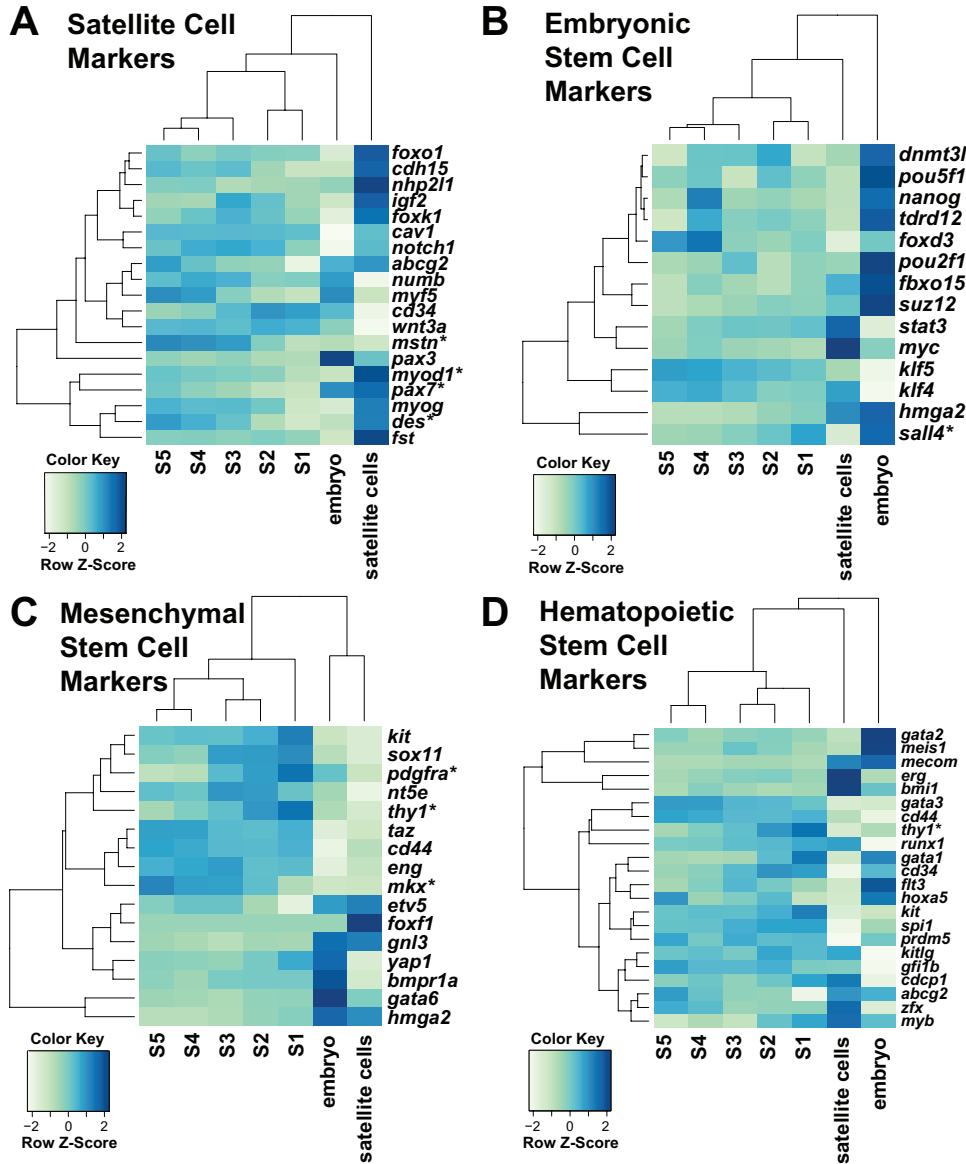 A Satellite Cell
Markers
foxo1
cdh15
nhp2l1
igf2
foxk1
cav1
notch1
abcg2
numb
myf5
cd34
wnt3a
mstn*
pax3
myod1*
pax7*
myog
des*
fst
S5 S4 S3 S2 S1 embryo satellite cells
Color Key
−2 0 2
Row Z-Score
B Embryonic
Stem Cell
Markers
dnmt3l
pou5f1
nanog
tdrd12
foxd3
pou2f1
fbxo15
suz12
stat3
myc
klf5
klf4
hmga2
sall4*
S5 S4 S3 S2 S1 satellite cells embryo
Color Key
−2 0 2
Row Z-Score
C Mesenchymal
Stem Cell
Markers
kit
sox11
pdgfra*
nt5e
thy1*
taz
cd44
eng
mkx*
etv5
foxf1
gnl3
yap1
bmpr1a
gata6
hmga2
S5 S4 S3 S2 S1 embryo satellite cells
Color Key
−2 0 2
Row Z-Score
D Hematopoietic
Stem Cell
Markers
gata2
meis1
mecom
erg
bmi1
gata3
cd44
thy1*
runx1
gata1
cd34
flt3
hoxa5
kit
spi1
prdm5
kitlg
gfi1b
cdcp1
abcg2
zfx
myb
S5 S4 S3 S2 S1 satellite cells embryo
Color Key
−2 0 2
Row Z-Score